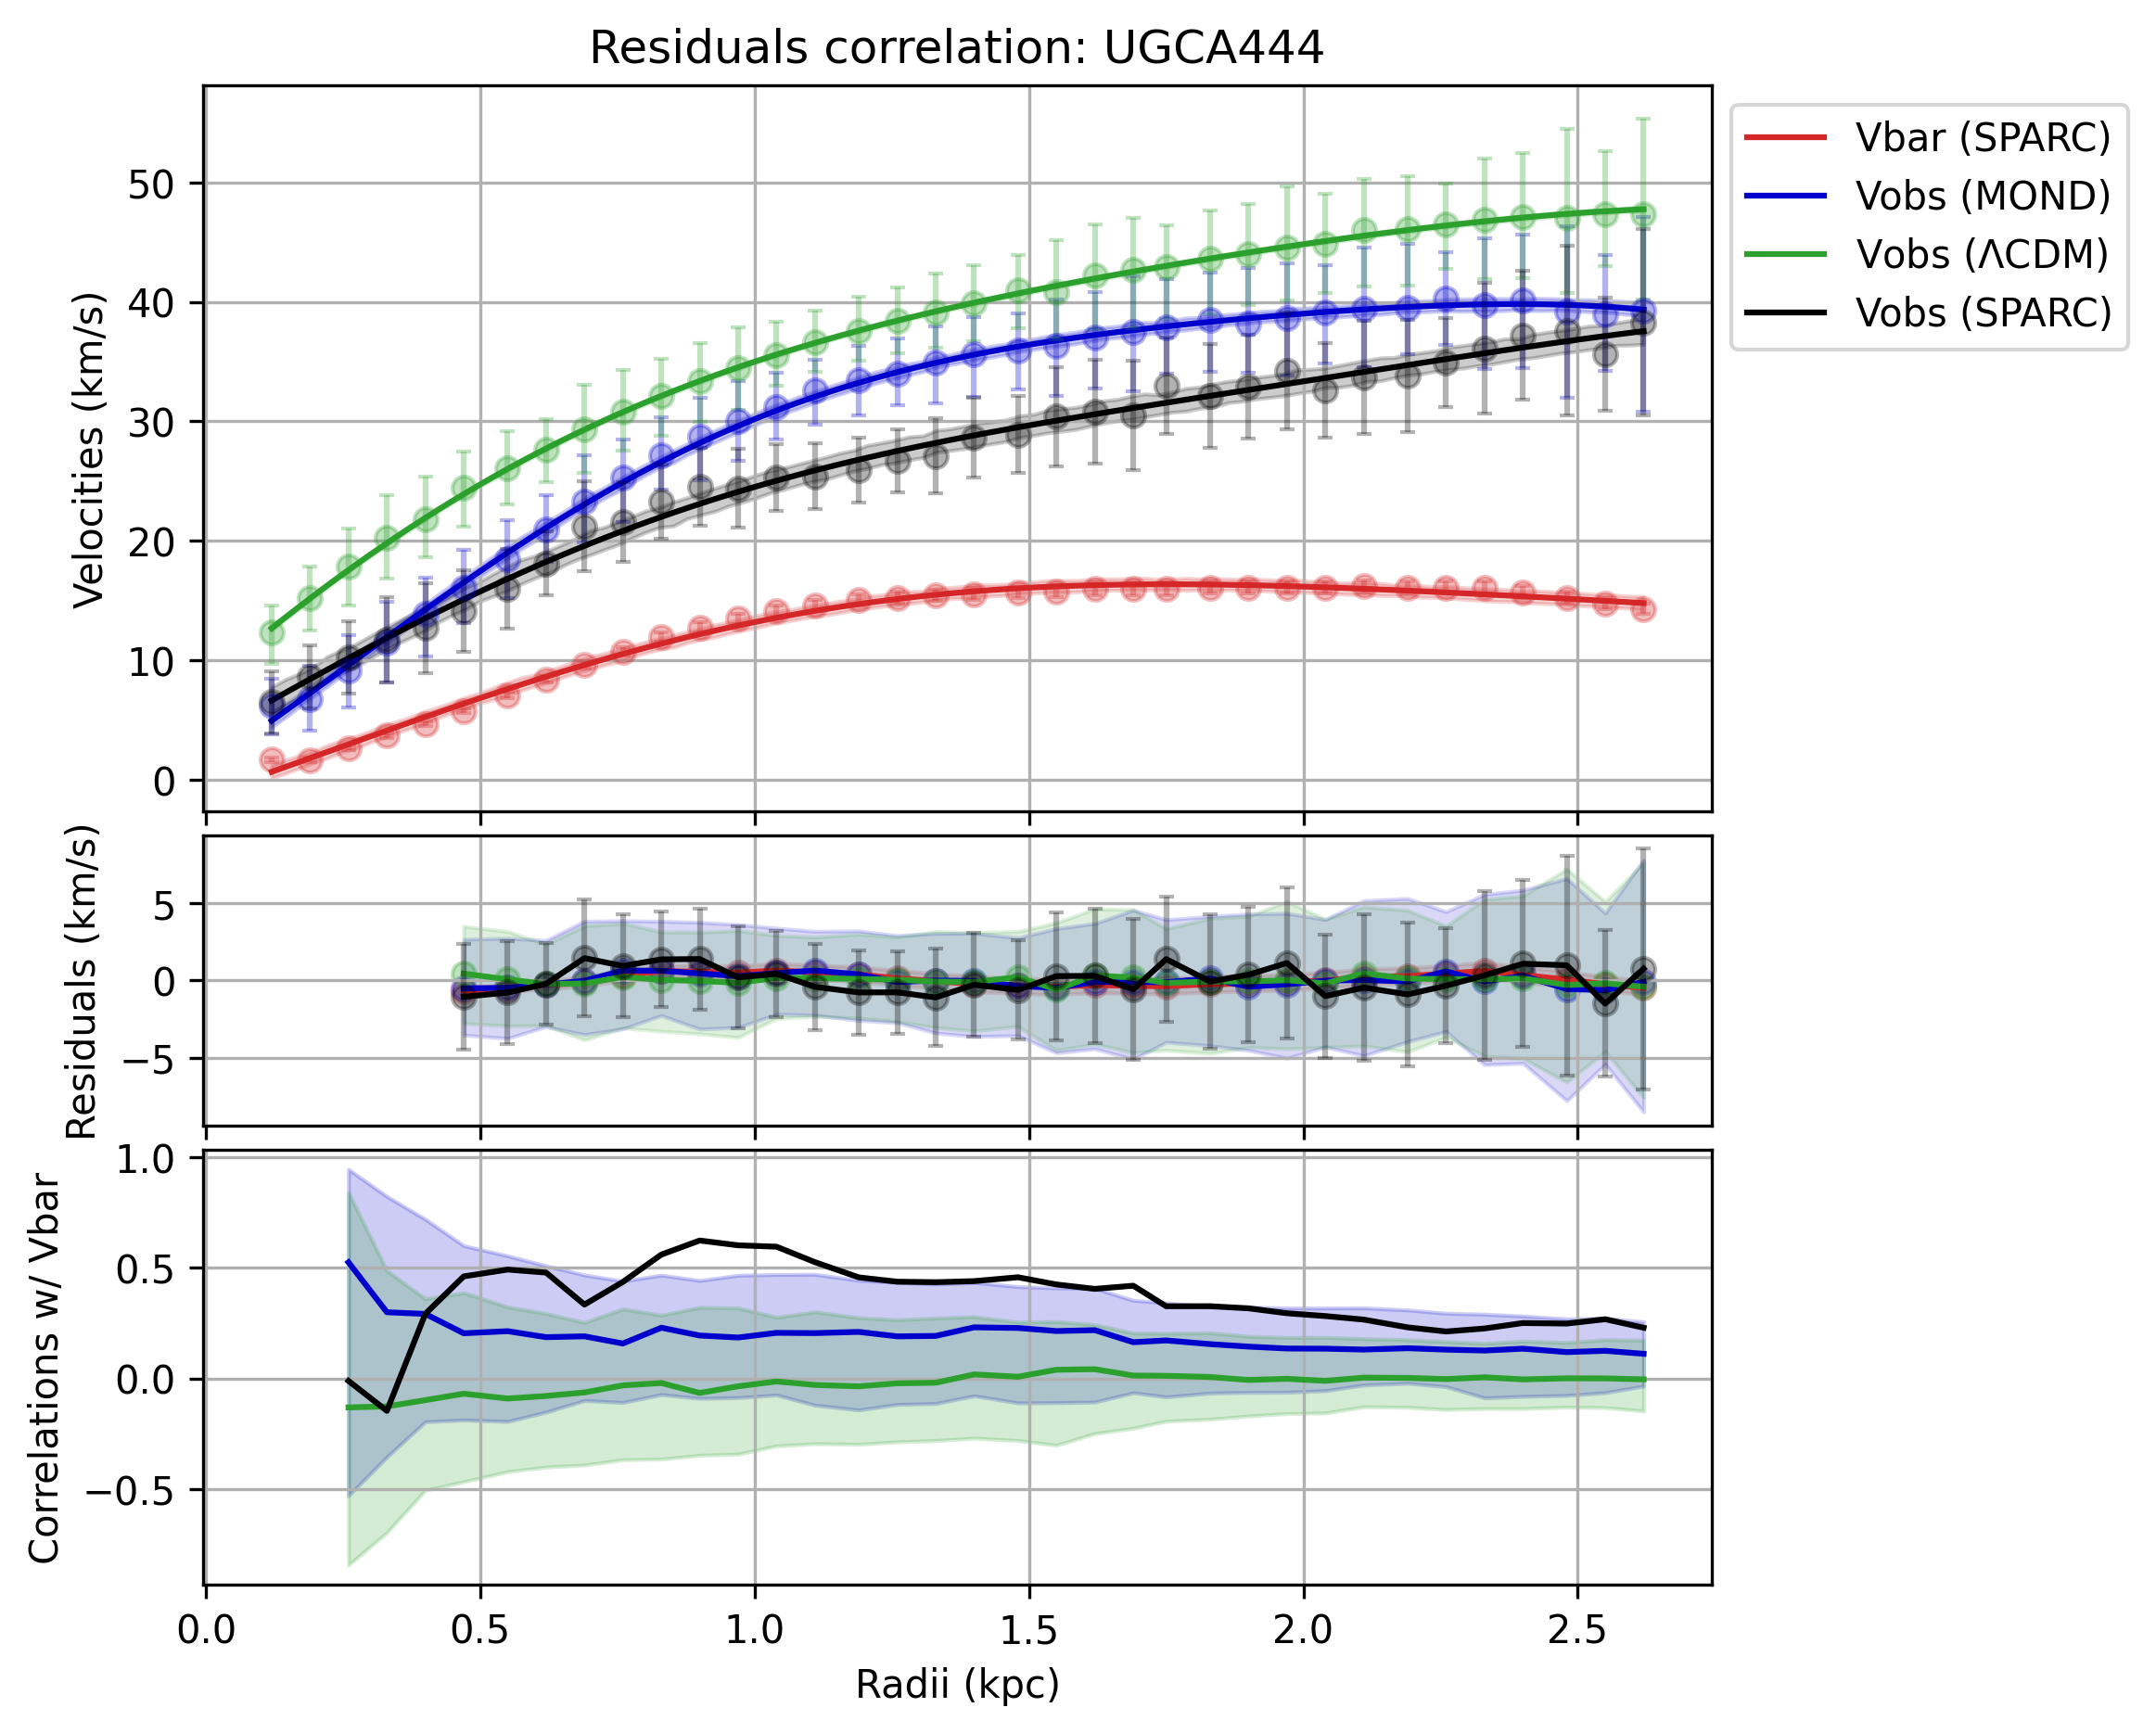 Residuals correlation: UGCA444
Vbar (SPARC)
Vobs (MOND)
Vobs (ΛCDM)
Vobs (SPARC)
Velocities (km/s)
50
40
30
20
10
0
Residuals (km/s)
5
0
−5
Correlations w/ Vbar
1.0
0.5
0.0
−0.5
0.0 0.5 1.0 1.5 2.0 2.5
Radii (kpc)